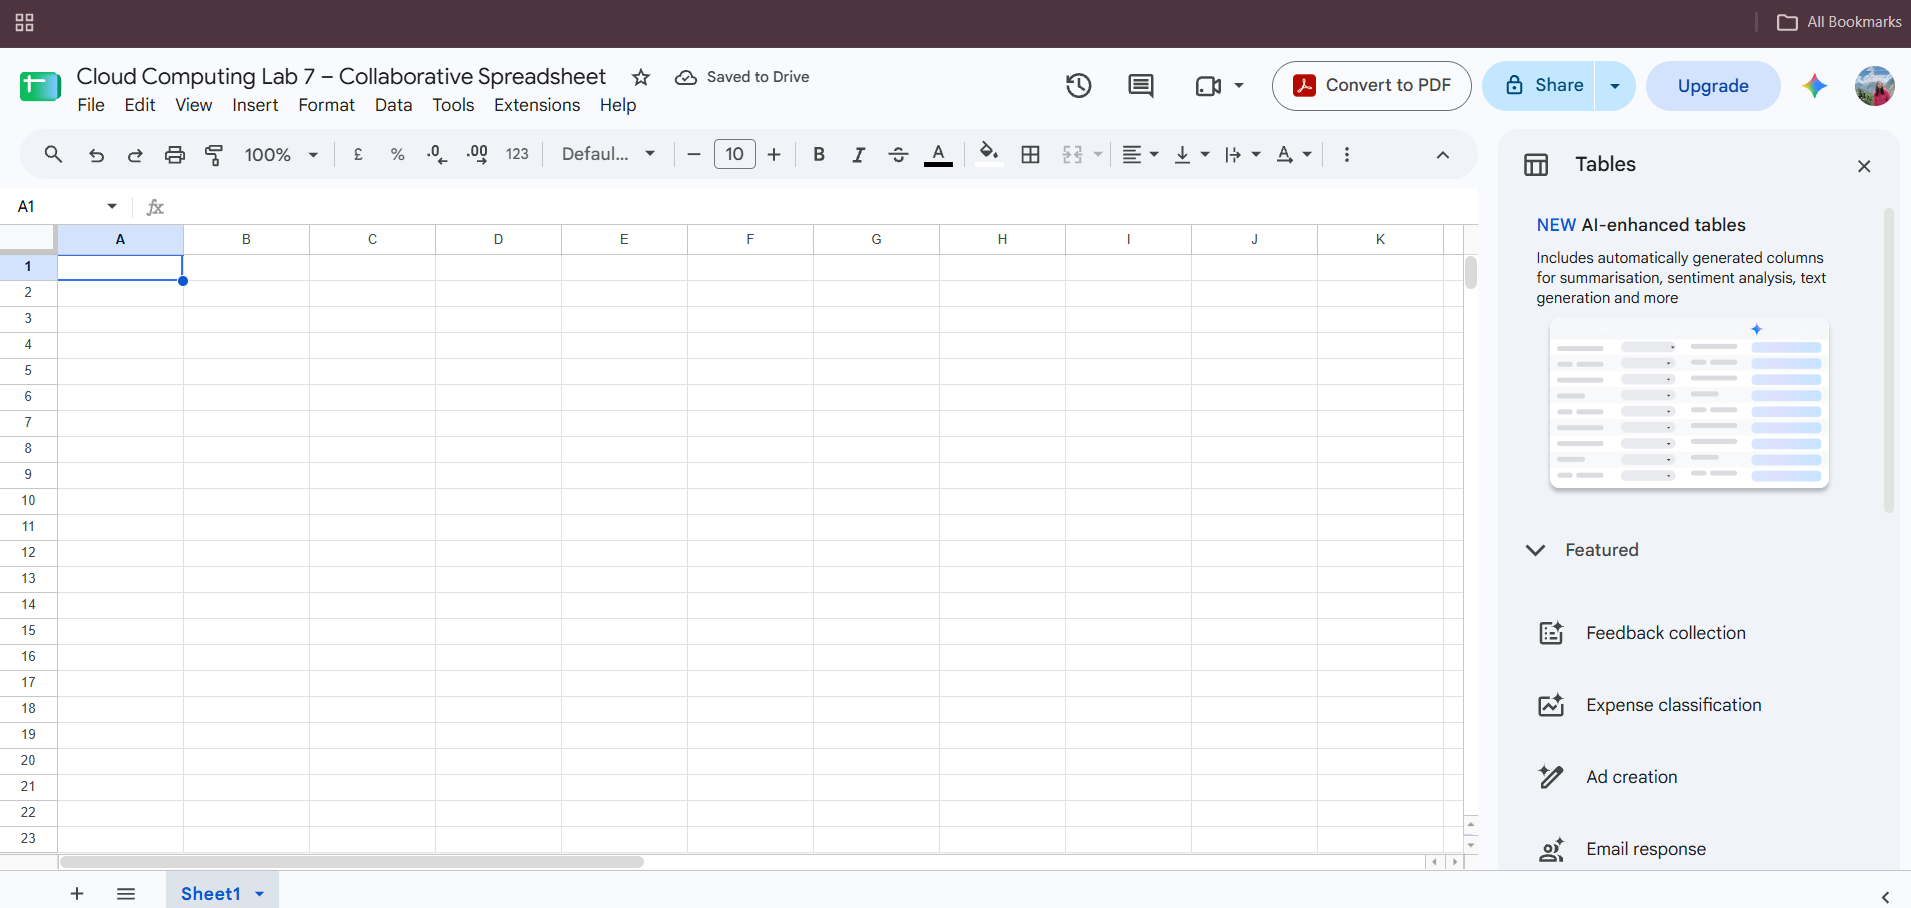 All Bookmarks
Cloud Computing Lab 7 – Collaborative Spreadsheet
Saved to Drive
File Edit View Insert Format Data Tools Extensions Help
Convert to PDF
Share
Upgrade
100% £ % .0 .00 123 Defaul... 10 B I A
A1 fx
A B C D E F G H I J K
1
2
3
4
5
6
7
8
9
10
11
12
13
14
15
16
17
18
19
20
21
22
23
Sheet1
Tables
NEW AI-enhanced tables
Includes automatically generated columns
for summarisation, sentiment analysis, text
generation and more
Featured
Feedback collection
Expense classification
Ad creation
Email response